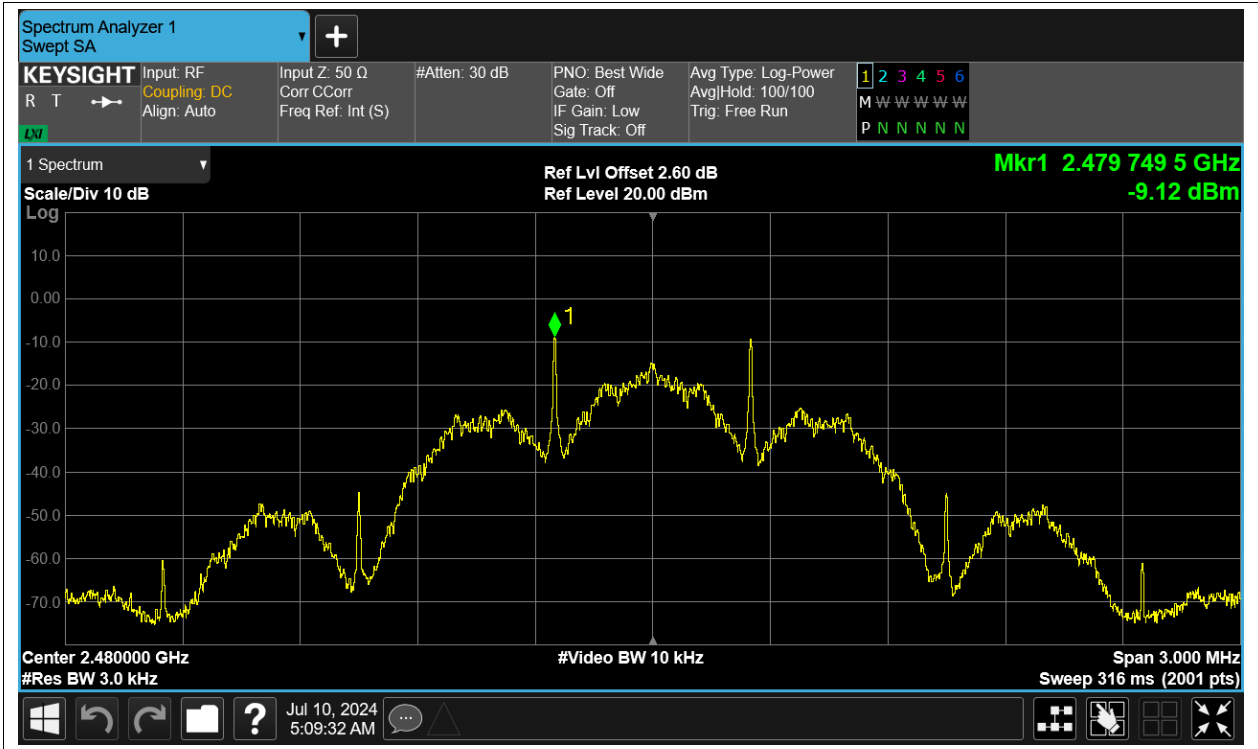 Spectrum Analyzer 1
Swept SA
KEYSIGHT
R T
LXI
Input: RF
Coupling: DC
Align: Auto
Input Z: 50 Ω
Corr CCorr
Freq Ref: Int (S)
#Atten: 30 dB
PNO: Best Wide
Gate: Off
IF Gain: Low
Sig Track: Off
Avg Type: Log-Power
Avg|Hold: 100/100
Trig: Free Run
1 2 3 4 5 6
M W W W W W
P N N N N N
1 Spectrum
Scale/Div 10 dB
Log
Ref Lvl Offset 2.60 dB
Ref Level 20.00 dBm
Mkr1 2.479 749 5 GHz
-9.12 dBm
10.0
0.00
-10.0
-20.0
-30.0
-40.0
-50.0
-60.0
-70.0
1
Center 2.480000 GHz
#Res BW 3.0 kHz
#Video BW 10 kHz
Span 3.000 MHz
Sweep 316 ms (2001 pts)
?
Jul 10, 2024
5:09:32 AM